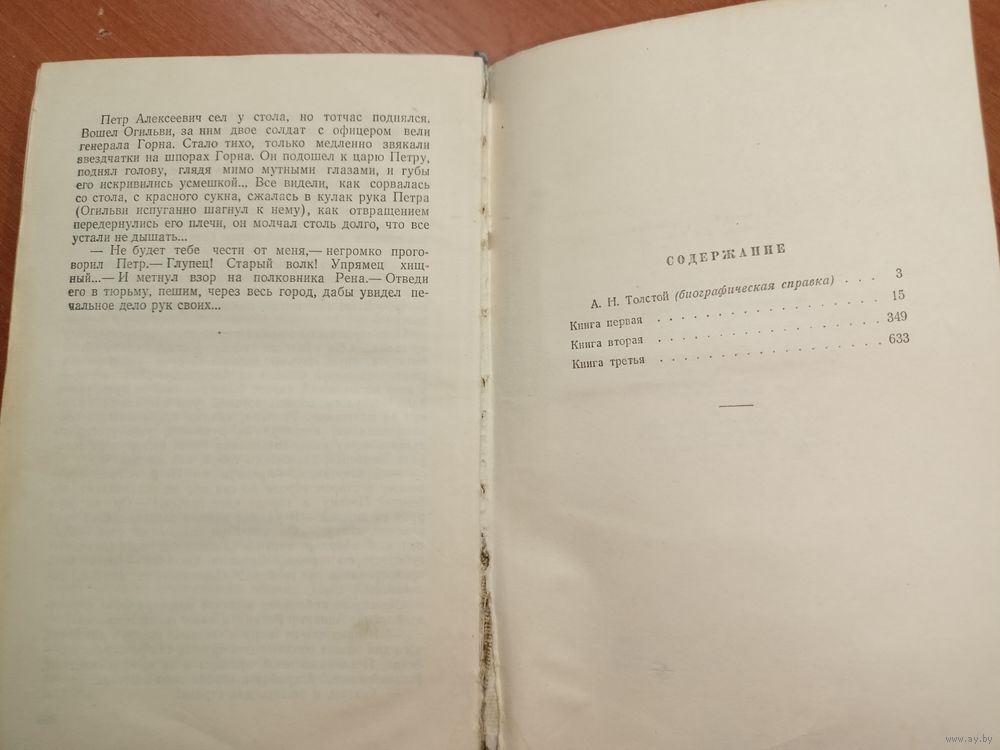 Петр Алексеевич сел у стола, но тотчас поднялся.
Вошел Огильви, за ним двое солдат с офицером вели
генерала Горна. Стало тихо, только медленно звякали
звездчатки на шпорах Горна. Он подошел к царю Петру,
поднял голову, глядя мимо мутными глазами, и губы
его искривились усмешкой... Все видели, как сорвалась
со стола, с красного сукна, сжалась в кулак рука Петра
(Огильви испуганно шагнул к нему), как отвращением
передернулись его плечи, он молчал столь долго, что все
устали не дышать...
— Не будет тебе чести от меня,— негромко прого-
ворил Петр.— Глупец! Старый волк! Упрямец хищ-
ный...— И метнул взор на полковника Рена.— Отведи
его в тюрьму, пешим, через весь город, дабы увидел пе-
чальное дело рук своих...
СОДЕРЖАНИЕ
А. Н. Толстой (биографическая справка) . . . 3
Книга первая . . . . . . . . . . . . 15
Книга вторая . . . . . . . . . . . . 349
Книга третья . . . . . . . . . . . . 633
www.ay.by